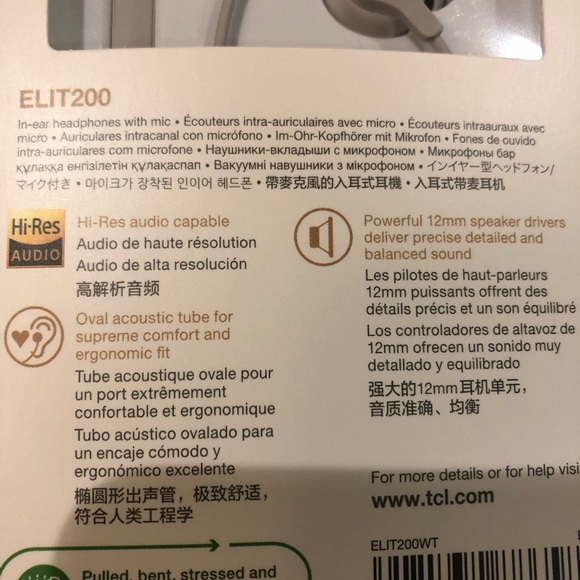 ELIT200
In-ear headphones with mic • Écouteurs intra-auriculaires avec micro • Écouteurs intraauraux avec
micro • Auriculares intracanal con micrófono • Im-Ohr-Kopfhörer mit Mikrofon • Fones de ouvido
intra-auriculares com microfone • Наушники-вкладыши с микрофоном • Микрофоны бар
құлаққа енгізілетін құлақаспап • Вакуумні навушники з мікрофоном • インイヤー型ヘッドフォン/
マイク付き • 마이크가 장착된 인이어 헤드폰 • 帶麥克風的入耳式耳機 • 入耳式带麦耳机
Hi-Res
AUDIO
Hi-Res audio capable
Audio de haute résolution
Audio de alta resolución
高解析音频
Oval acoustic tube for
supreme comfort and
ergonomic fit
Tube acoustique ovale pour
un port extrêmement
confortable et ergonomique
Tubo acústico ovalado para
un encaje cómodo y
ergonómico excelente
椭圆形出声管，极致舒适，
符合人类工程学
Powerful 12mm speaker drivers
deliver precise detailed and
balanced sound
Les pilotes de haut-parleurs
12mm puissants offrent des
détails précis et un son équilibré
Los controladores de altavoz de
12mm ofrecen un sonido muy
detallado y equilibrado
强大的12mm耳机单元，
音质准确、均衡
For more details or for help visi
www.tcl.com
ELIT200WT
Pulled, bent, stressed and